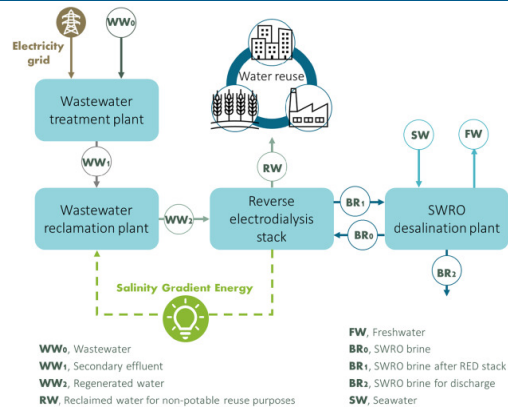 Electricity
grid
WW₀
Water reuse
Wastewater
treatment plant
WW₁
RW
SW
FW
Wastewater
reclamation plant
WW₂
Reverse
electrodialysis
stack
BR₁
BR₀
SWRO
desalination plant
BR₂
Salinity Gradient Energy
WW₀, Wastewater
WW₁, Secondary effluent
WW₂, Regenerated water
RW, Reclaimed water for non-potable reuse purposes
FW, Freshwater
BR₀, SWRO brine
BR₁, SWRO brine after RED stack
BR₂, SWRO brine for discharge
SW, Seawater